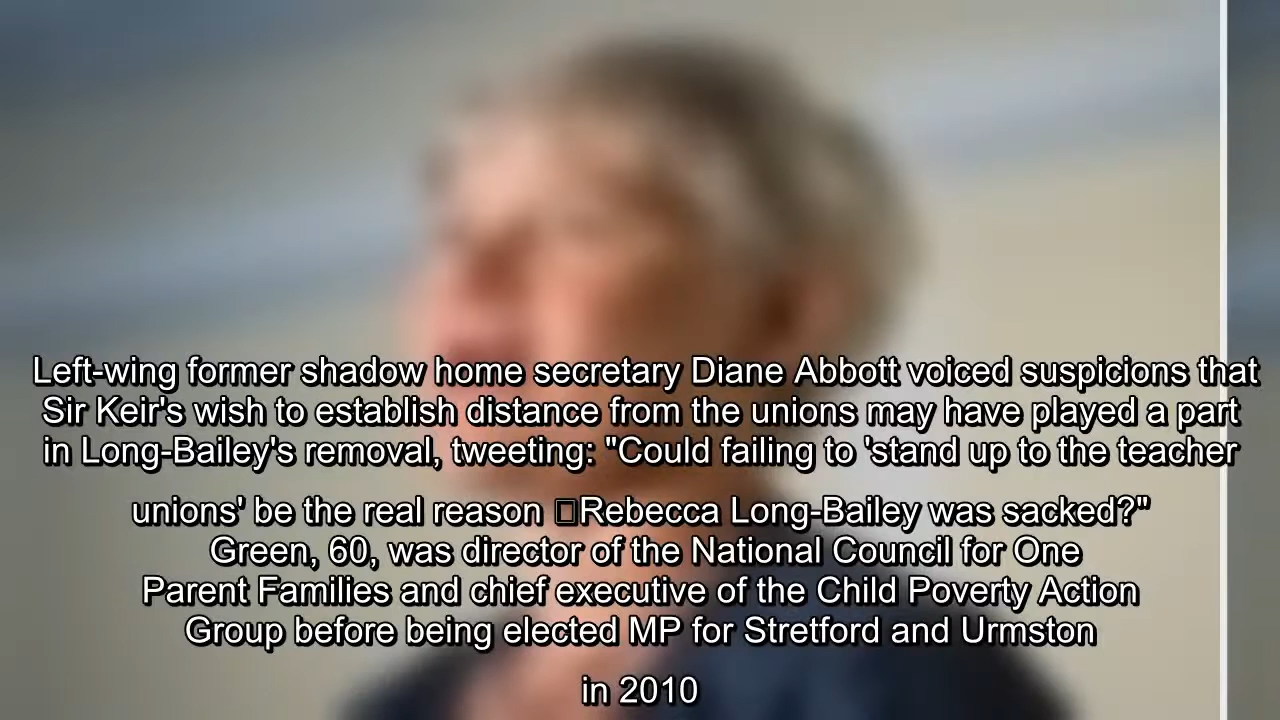 Left-wing former shadow home secretary Diane Abbott voiced suspicions that
Sir Keir's wish to establish distance from the unions may have played a part
in Long-Bailey's removal, tweeting: "Could failing to 'stand up to the teacher
unions' be the real reason □Rebecca Long-Bailey was sacked?"
Green, 60, was director of the National Council for One
Parent Families and chief executive of the Child Poverty Action
Group before being elected MP for Stretford and Urmston
in 2010